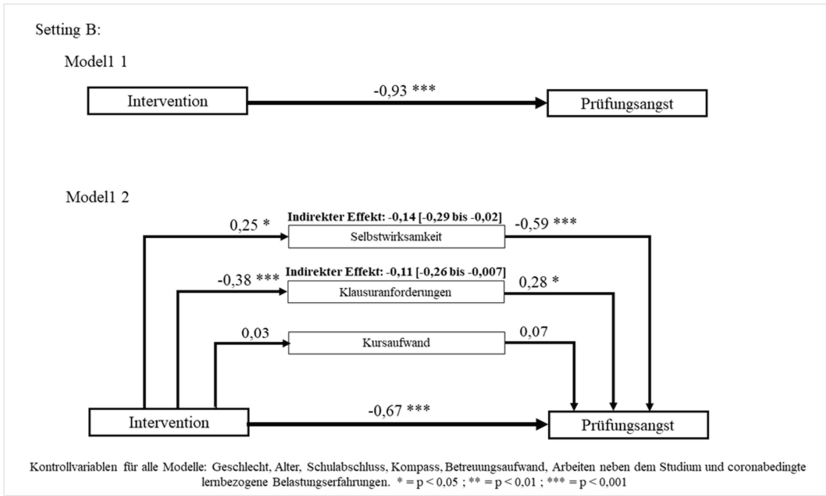 Setting B:
Model1 1
-0,93 ***
Intervention
Prüfungsangst
Model1 2
Indirekter Effekt: -0,14 [-0,29 bis -0,02]
0,25 *
Selbstwirksamkeit
-0,59 ***
Indirekter Effekt: -0,11 [-0,26 bis -0,007]
-0,38 ***
Klausuranforderungen
0,28 *
0,03
Kursaufwand
0,07
-0,67 ***
Intervention
Prüfungsangst
Kontrollvariablen für alle Modelle: Geschlecht, Alter, Schulabschluss, Kompass, Betreuungsaufwand, Arbeiten neben dem Studium und coronabedingte
lernbezogene Belastungserfahrungen. * = p < 0,05 ; ** = p < 0,01 ; *** = p < 0,001